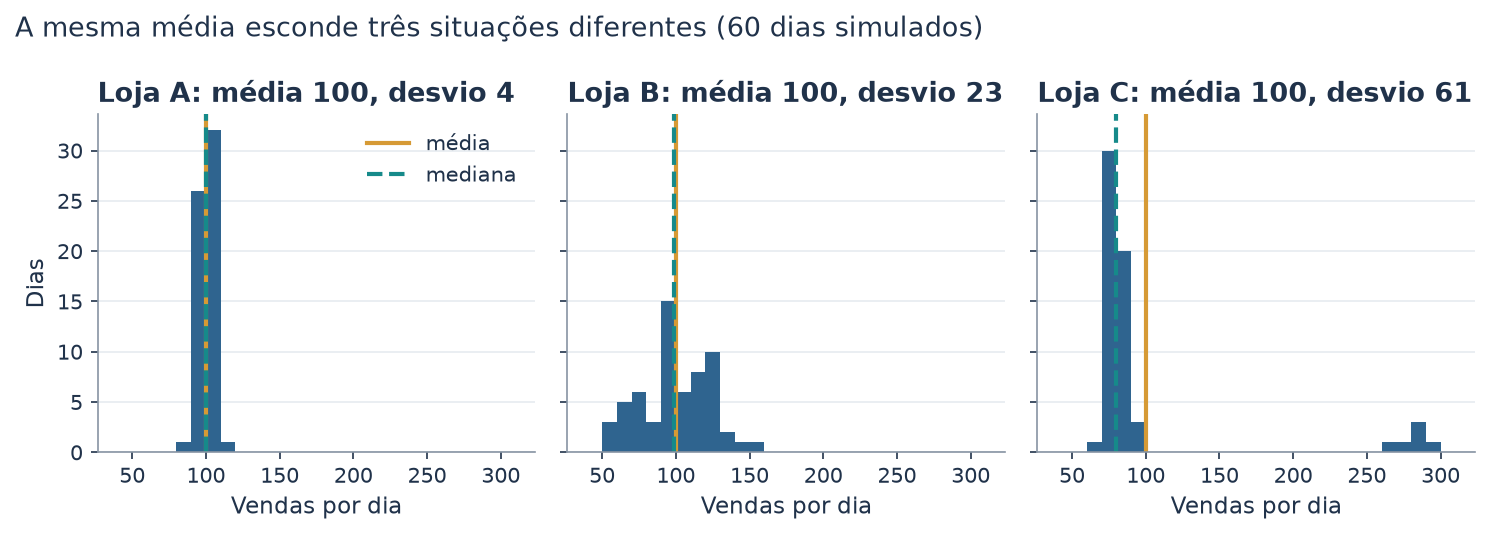 A mesma média esconde três situações diferentes (60 dias simulados)
Loja A: média 100, desvio 4
Loja B: média 100, desvio 23
Loja C: média 100, desvio 61
média
mediana
30
25
20
15
10
5
0
Dias
50 100 150 200 250 300
50 100 150 200 250 300
50 100 150 200 250 300
Vendas por dia
Vendas por dia
Vendas por dia